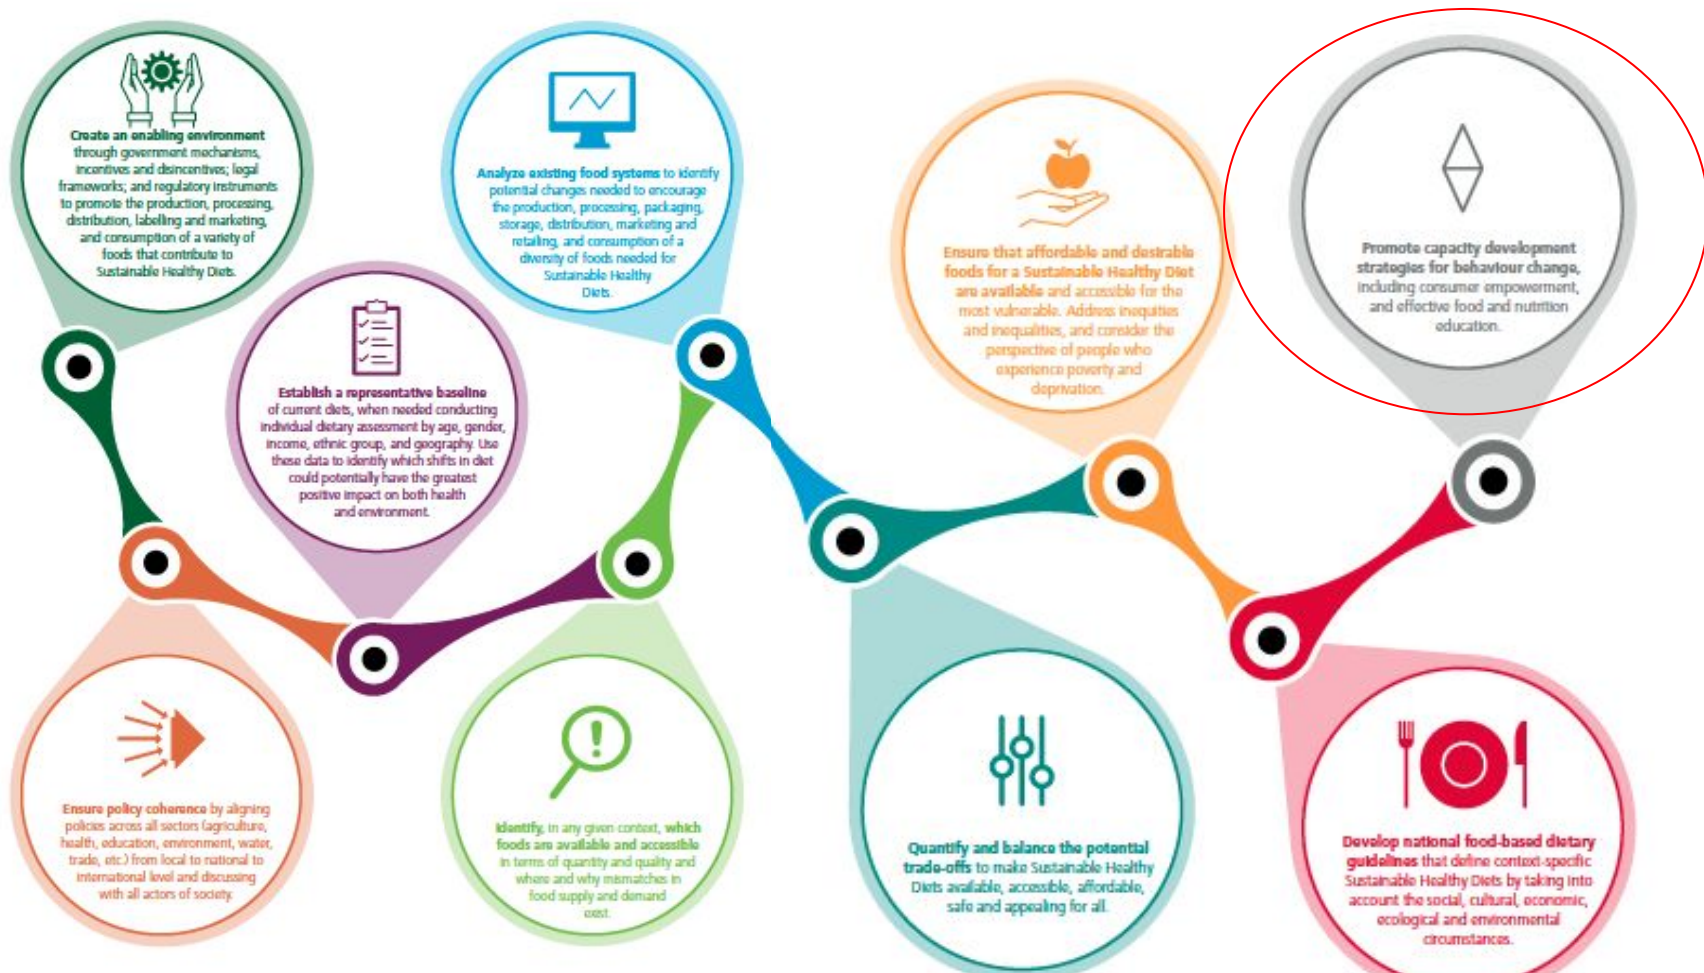 Create an enabling environment
through government mechanisms,
incentives and disincentives; legal
frameworks; and regulatory instruments
to promote the production, processing,
distribution, labelling and marketing,
and consumption of a variety of
foods that contribute to
Sustainable Healthy Diets.
Ensure policy coherence by aligning
policies across all sectors (agriculture,
health, education, environment, water,
trade, etc.) from local to national to
international level and discussing
with all actors of society.
Establish a representative baseline
of current diets, when needed conducting
individual dietary assessment by age, gender,
income, ethnic group, and geography. Use
these data to identify which shifts in diet
could potentially have the greatest
positive impact on both health
and environment.
Identify, in any given context, which
foods are available and accessible
in terms of quantity and quality and
where and why mismatches in
food supply and demand
exist.
Analyze existing food systems to identify
potential changes needed to encourage
the production, processing, packaging,
storage, distribution, marketing and
retailing, and consumption of a
diversity of foods needed for
Sustainable Healthy
Diets.
Quantify and balance the potential
trade-offs to make Sustainable Healthy
Diets available, accessible, affordable,
safe and appealing for all.
Ensure that affordable and desirable
foods for a Sustainable Healthy Diet
are available and accessible for the
most vulnerable. Address inequities
and inequalities, and consider the
perspective of people who
experience poverty and
deprivation.
Develop national food-based dietary
guidelines that define context-specific
Sustainable Healthy Diets by taking into
account the social, cultural, economic,
ecological and environmental
circumstances.
Promote capacity development
strategies for behaviour change,
including consumer empowerment,
and effective food and nutrition
education.